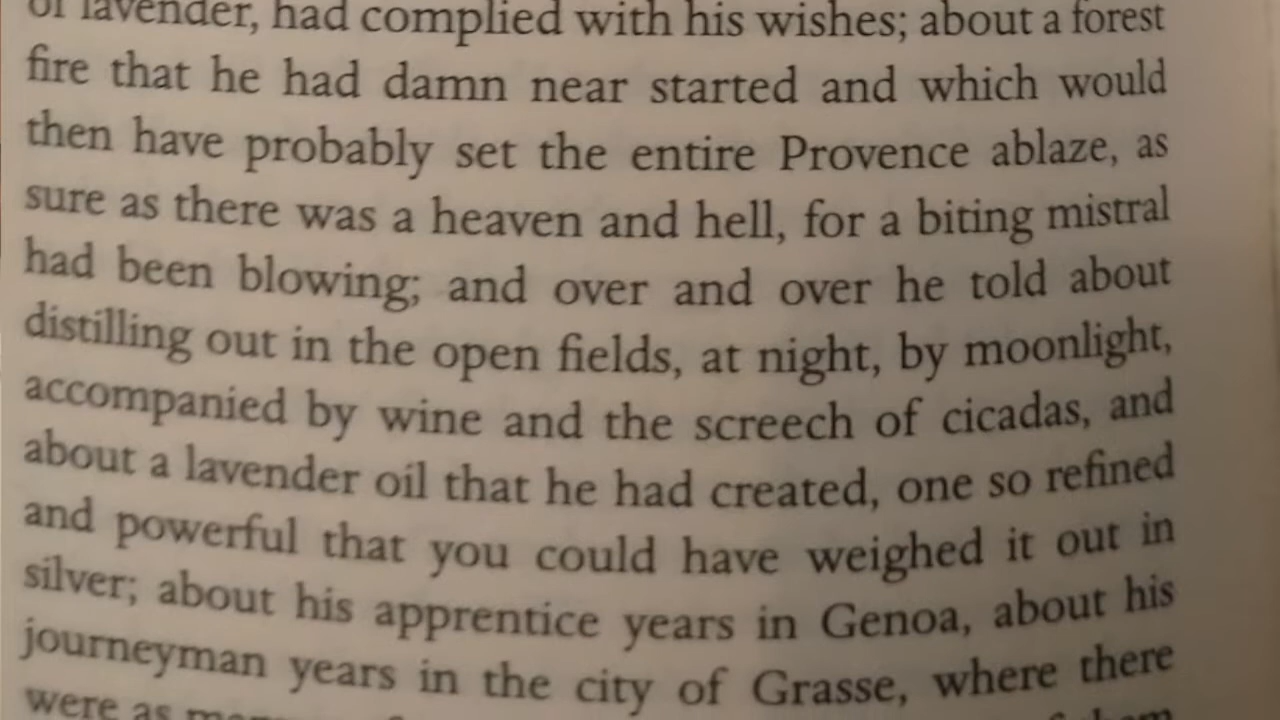 of lavender, had complied with his wishes; about a forest
fire that he had damn near started and which would
then have probably set the entire Provence ablaze, as
sure as there was a heaven and hell, for a biting mistral
had been blowing; and over and over he told about
distilling out in the open fields, at night, by moonlight,
accompanied by wine and the screech of cicadas, and
about a lavender oil that he had created, one so refined
and powerful that you could have weighed it out in
silver; about his apprentice years in Genoa, about his
journeyman years in the city of Grasse, where there
were as